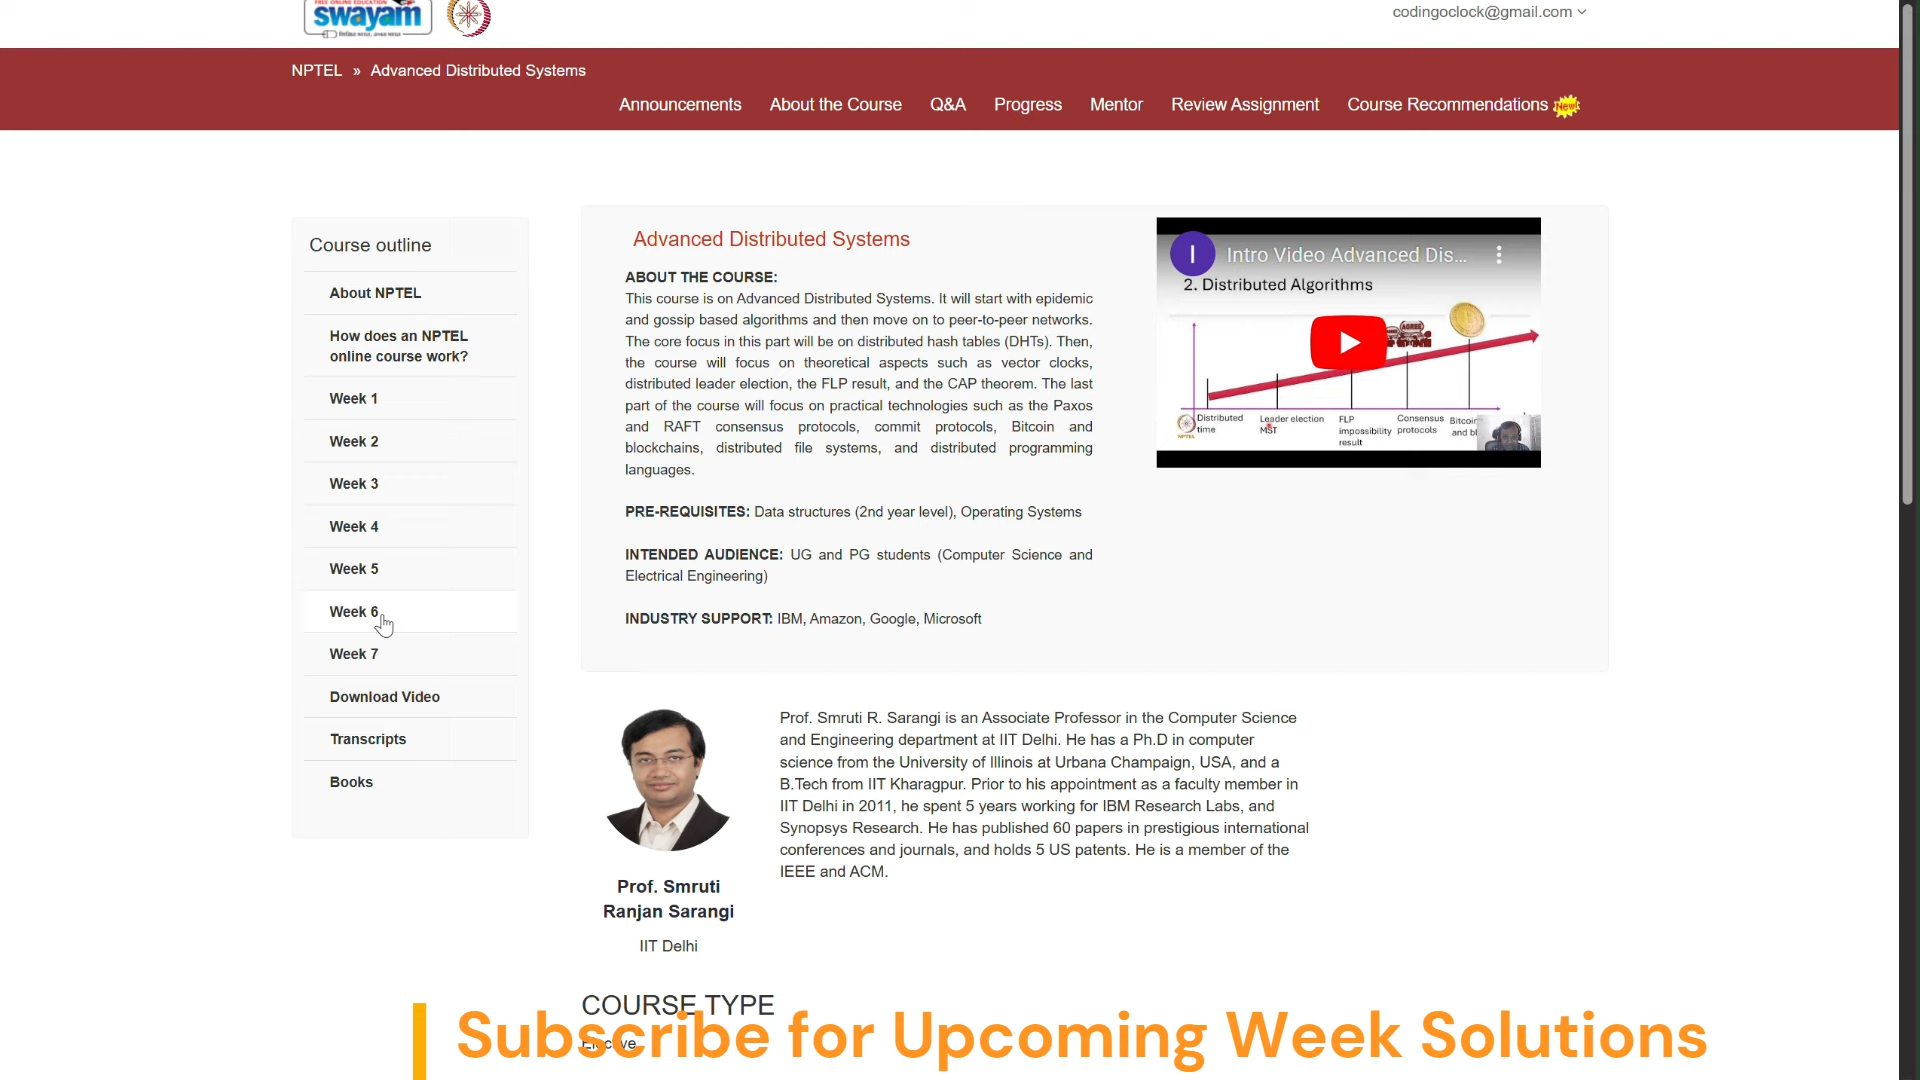 FREE ONLINE EDUCATION
swayam
codingoclock@gmail.com
NPTEL » Advanced Distributed Systems
Announcements About the Course Q&A Progress Mentor Review Assignment Course Recommendations New!
Course outline
About NPTEL
How does an NPTEL
online course work?
Week 1
Week 2
Week 3
Week 4
Week 5
Week 6
Week 7
Download Video
Transcripts
Books
Advanced Distributed Systems
ABOUT THE COURSE:
This course is on Advanced Distributed Systems. It will start with epidemic
and gossip based algorithms and then move on to peer-to-peer networks.
The core focus in this part will be on distributed hash tables (DHTs). Then,
the course will focus on theoretical aspects such as vector clocks,
distributed leader election, the FLP result, and the CAP theorem. The last
part of the course will focus on practical technologies such as the Paxos
and RAFT consensus protocols, commit protocols, Bitcoin and
blockchains, distributed file systems, and distributed programming
languages.
PRE-REQUISITES: Data structures (2nd year level), Operating Systems
INTENDED AUDIENCE: UG and PG students (Computer Science and
Electrical Engineering)
INDUSTRY SUPPORT: IBM, Amazon, Google, Microsoft
I Intro Video Advanced Dis...
2. Distributed Algorithms
AGREE
Distributed
time
Leader election
MST
FLP
impossibility
result
Consensus
protocols
Bitcoin
and bl
NPTEL
Prof. Smruti R. Sarangi is an Associate Professor in the Computer Science
and Engineering department at IIT Delhi. He has a Ph.D in computer
science from the University of Illinois at Urbana Champaign, USA, and a
B.Tech from IIT Kharagpur. Prior to his appointment as a faculty member in
IIT Delhi in 2011, he spent 5 years working for IBM Research Labs, and
Synopsys Research. He has published 60 papers in prestigious international
conferences and journals, and holds 5 US patents. He is a member of the
IEEE and ACM.
Prof. Smruti
Ranjan Sarangi
IIT Delhi
COURSE TYPE
Elective
Subscribe for Upcoming Week Solutions